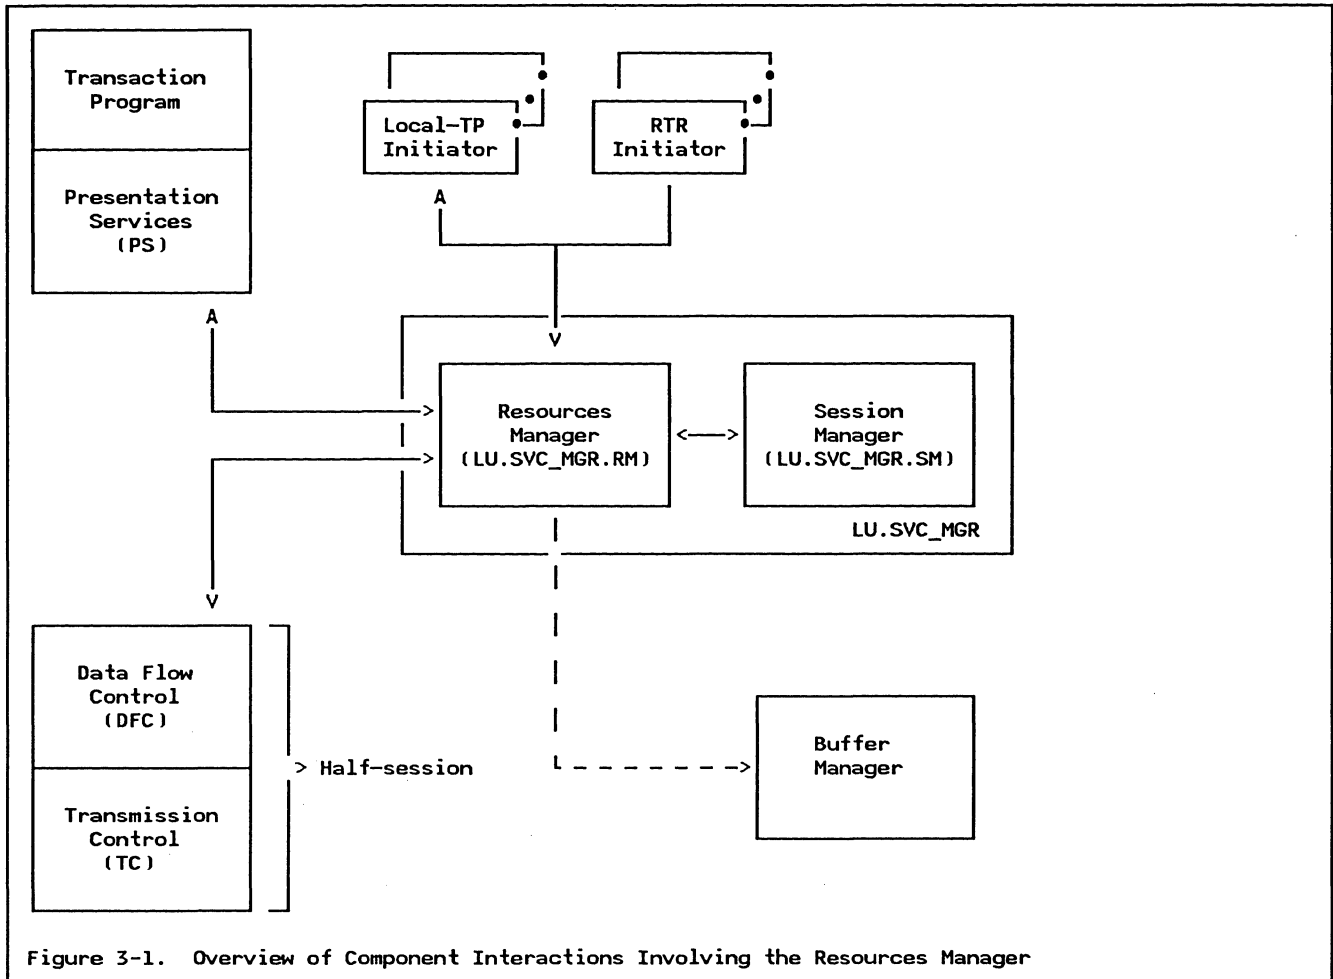 Transaction
Program
Presentation
Services
(PS)
Local-TP
Initiator
RTR
Initiator
A
A
V
Resources
Manager
(LU.SVC_MGR.RM)
<-->
Session
Manager
(LU.SVC_MGR.SM)
LU.SVC_MGR
V
Data Flow
Control
(DFC)
Transmission
Control
(TC)
> Half-session
Buffer
Manager
Figure 3-1. Overview of Component Interactions Involving the Resources Manager